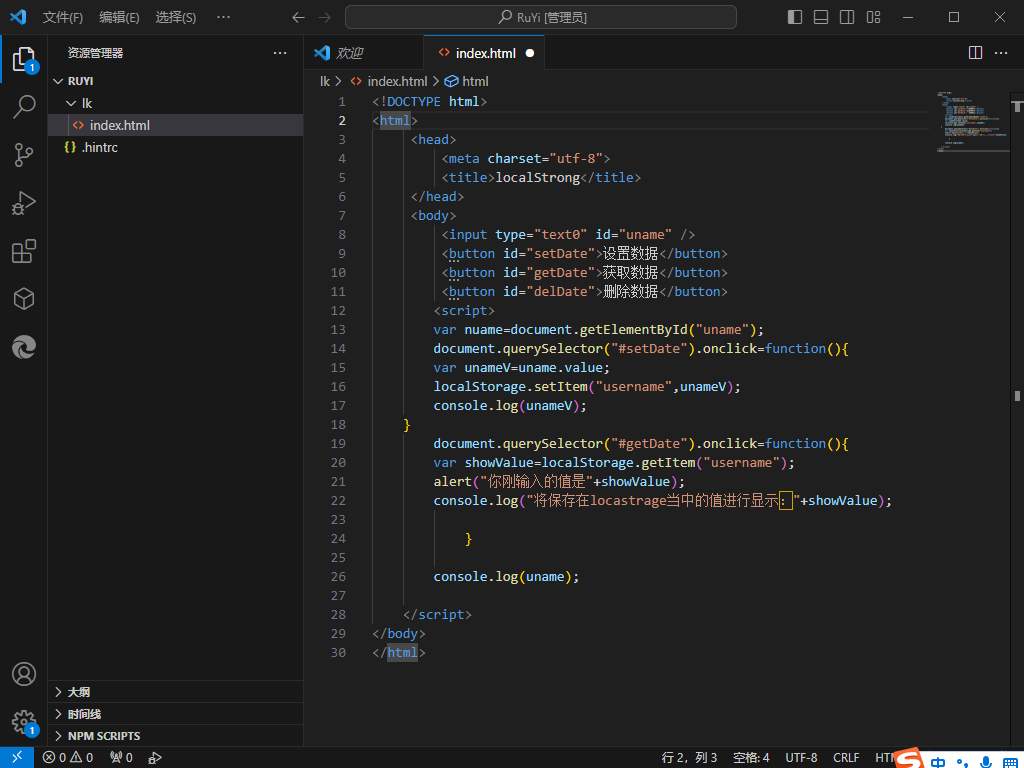 文件(F) 编辑(E) 选择(S) ··· RuYi [管理员]
资源管理器 ···
RUYI
lk
index.html
{} .hintrc
大纲
时间线
NPM SCRIPTS
欢迎 <> index.html ● ···
lk > <> index.html > html
1 <!DOCTYPE html>
2 <html>
3 <head>
4 <meta charset="utf-8">
5 <title>localStrong</title>
6 </head>
7 <body>
8 <input type="text0" id="uname" />
9 <button id="setDate">设置数据</button>
10 <button id="getDate">获取数据</button>
11 <button id="delDate">删除数据</button>
12 <script>
13 var nuame=document.getElementById("uname");
14 document.querySelector("#setDate").onclick=function(){
15 var unameV=uname.value;
16 localStorage.setItem("username",unameV);
17 console.log(unameV);
18 }
19 document.querySelector("#getDate").onclick=function(){
20 var showValue=localStorage.getItem("username");
21 alert("你刚输入的值是"+showValue);
22 console.log("将保存在locastrage当中的值进行显示："+showValue);
23
24 }
25
26 console.log(uname);
27
28 </script>
29 </body>
30 </html>
1
1
0 0 0 行 2，列 3 空格: 4 UTF-8 CRLF HT
S 中